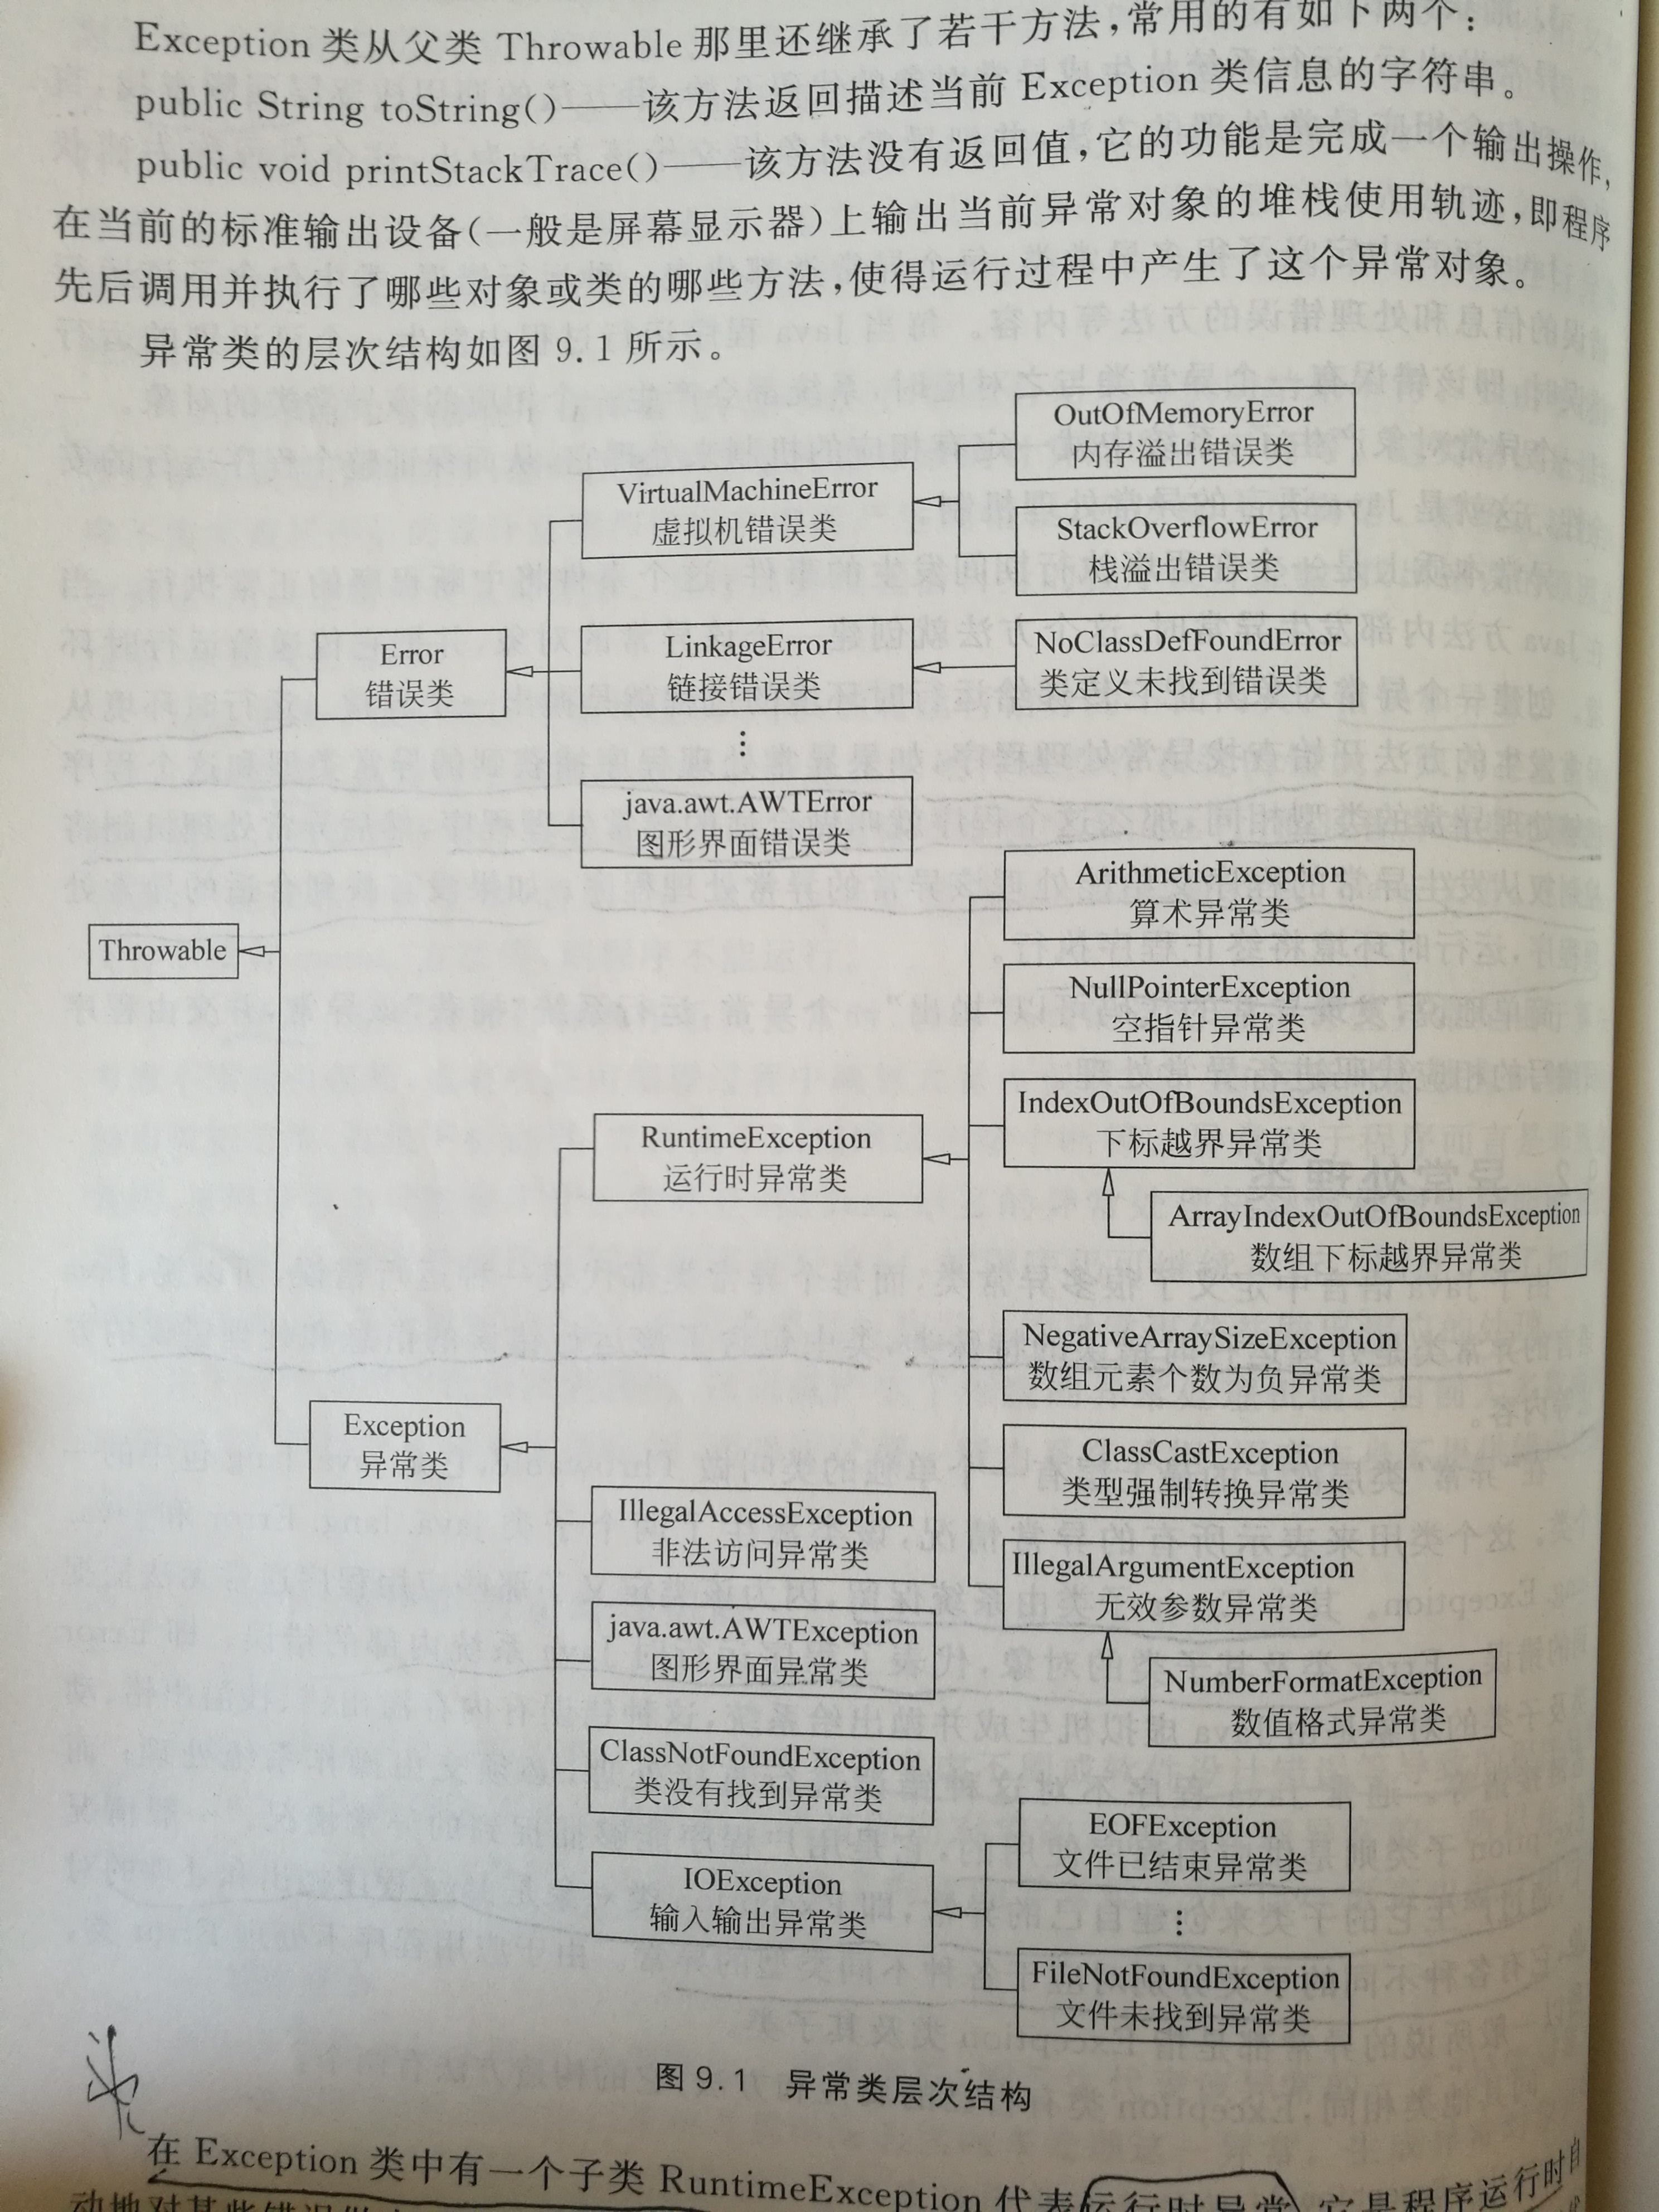 Exception 类从父类 Throwable 那里还继承了若干方法,常用的有如下两个:
public String toString()——该方法返回描述当前 Exception 类信息的字符串。
public void printStackTrace()——该方法没有返回值,它的功能是完成一个输出操作,
在当前的标准输出设备(一般是屏幕显示器)上输出当前异常对象的堆栈使用轨迹,即程序
先后调用并执行了哪些对象或类的哪些方法,使得运行过程中产生了这个异常对象。
异常类的层次结构如图 9.1 所示。
OutOfMemoryError
内存溢出错误类
VirtualMachineError
虚拟机错误类
StackOverflowError
栈溢出错误类
Error
错误类
LinkageError
链接错误类
NoClassDefFoundError
类定义未找到错误类
⋮
java.awt.AWTError
图形界面错误类
Throwable
ArithmeticException
算术异常类
NullPointerException
空指针异常类
RuntimeException
运行时异常类
IndexOutOfBoundsException
下标越界异常类
ArrayIndexOutOfBoundsException
数组下标越界异常类
NegativeArraySizeException
数组元素个数为负异常类
Exception
异常类
ClassCastException
类型强制转换异常类
IllegalAccessException
非法访问异常类
IllegalArgumentException
无效参数异常类
java.awt.AWTException
图形界面异常类
NumberFormatException
数值格式异常类
ClassNotFoundException
类没有找到异常类
IOException
输入输出异常类
EOFException
文件已结束异常类
⋮
FileNotFoundException
文件未找到异常类
图 9.1 异常类层次结构
在 Exception 类中有一个子类 RuntimeException 代表运行时异常,它是程序运行时自
动地对某些错误